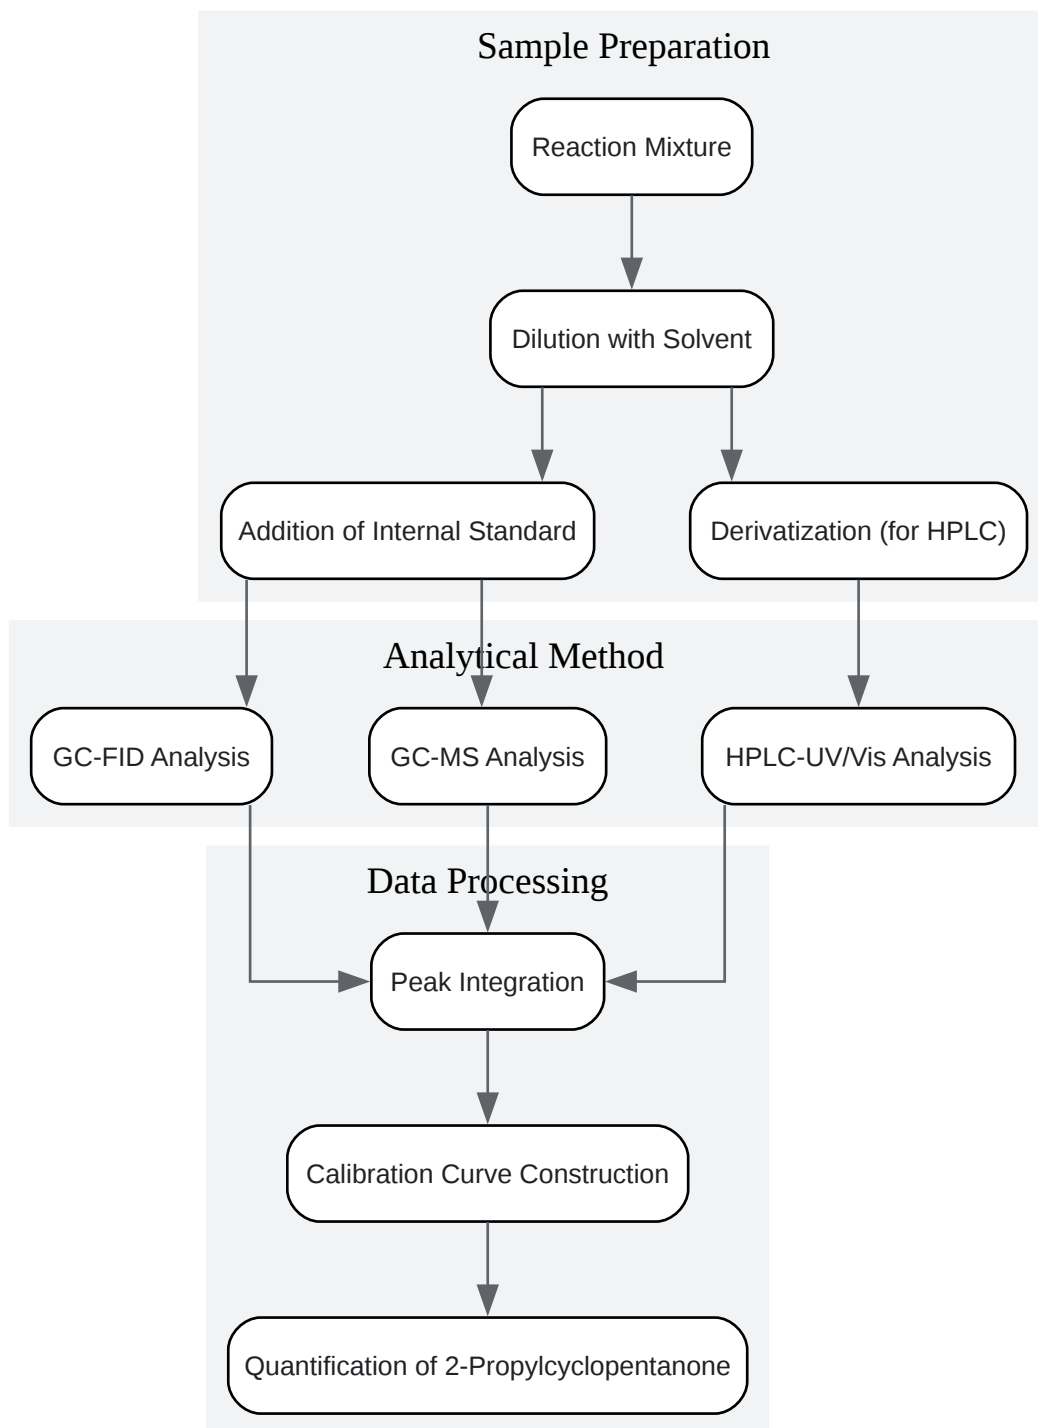 Sample Preparation
Reaction Mixture
Dilution with Solvent
Addition of Internal Standard
Derivatization (for HPLC)
Analytical Method
GC-FID Analysis
GC-MS Analysis
HPLC-UV/Vis Analysis
Data Processing
Peak Integration
Calibration Curve Construction
Quantification of 2-Propylcyclopentanone